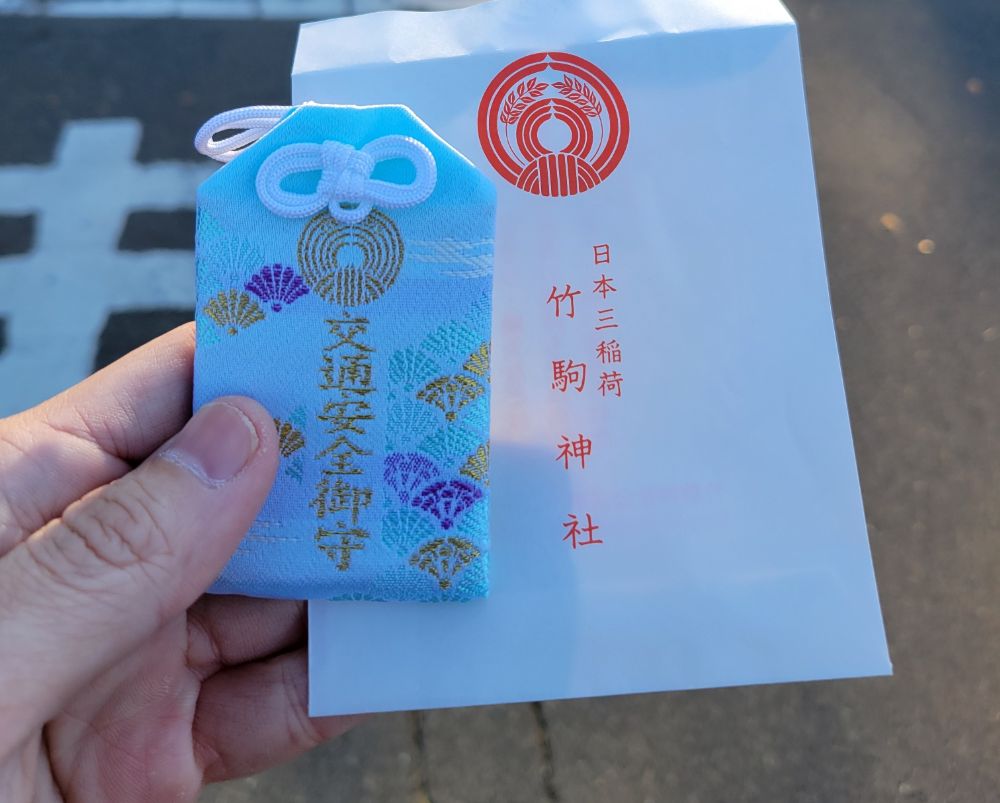 交通安全御守
日本三稲荷
竹駒神社